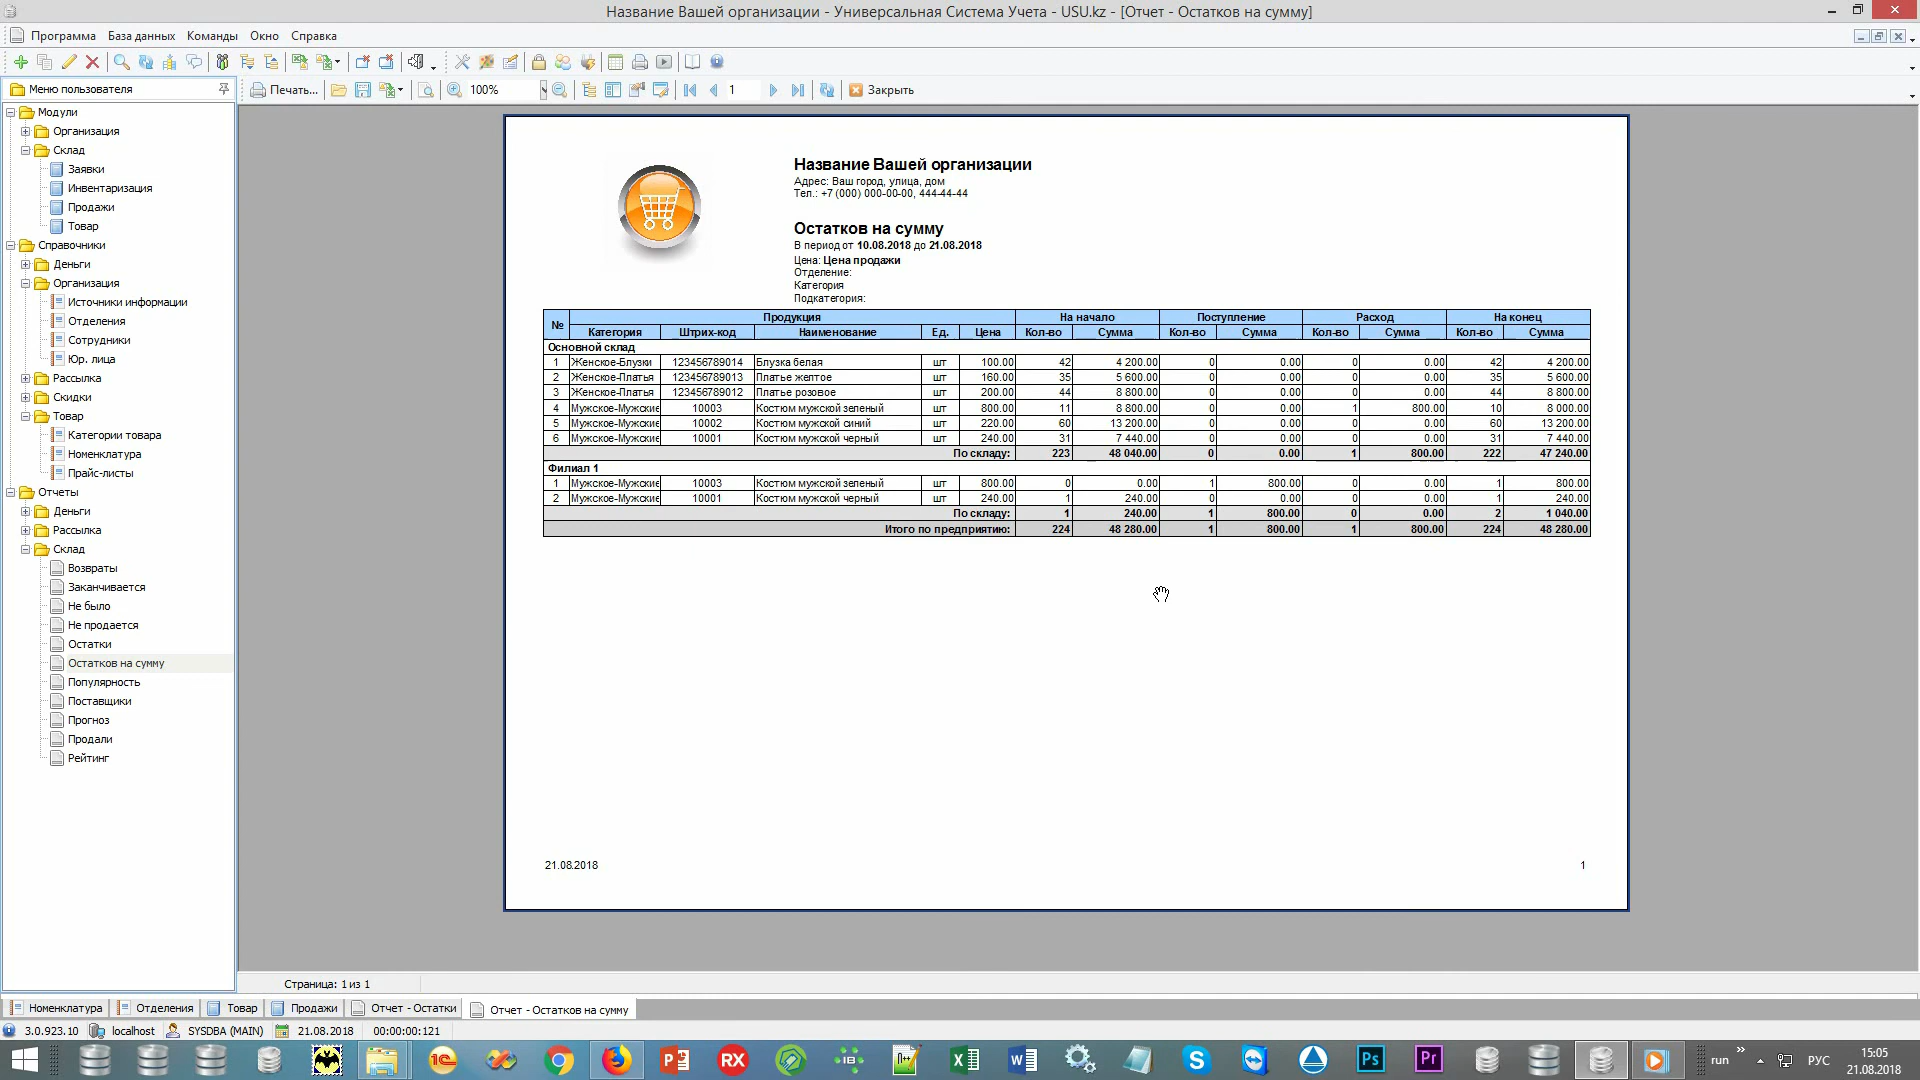 Название Вашей организации - Универсальная Система Учета - USU.kz - [Отчет - Остатков на сумму]
Программа База данных Команды Окно Справка
Меню пользователя
Печать... 100% 1 Закрыть
Модули
Организация
Склад
Заявки
Инвентаризация
Продажи
Товар
Справочники
Деньги
Организация
Источники информации
Отделения
Сотрудники
Юр. лица
Рассылка
Скидки
Товар
Категории товара
Номенклатура
Прайс-листы
Отчеты
Деньги
Рассылка
Склад
Возвраты
Заканчивается
Не было
Не продается
Остатки
Остатков на сумму
Популярность
Поставщики
Прогноз
Продали
Рейтинг
Название Вашей организации
Адрес: Ваш город, улица, дом
Тел.: +7 (000) 000-00-00, 444-44-44
Остатков на сумму
В период от 10.08.2018 до 21.08.2018
Цена: Цена продажи
Отделение:
Категория
Подкатегория:
№ Продукция На начало Поступление Расход На конец
Категория Штрих-код Наименование Ед. Цена Кол-во Сумма Кол-во Сумма Кол-во Сумма Кол-во Сумма
Основной склад
1 Женское-Блузки 123456789014 Блузка белая шт 100.00 42 4 200.00 0 0.00 0 0.00 42 4 200.00
2 Женское-Платья 123456789013 Платье желтое шт 160.00 35 5 600.00 0 0.00 0 0.00 35 5 600.00
3 Женское-Платья 123456789012 Платье розовое шт 200.00 44 8 800.00 0 0.00 0 0.00 44 8 800.00
4 Мужское-Мужские 10003 Костюм мужской зеленый шт 800.00 11 8 800.00 0 0.00 1 800.00 10 8 000.00
5 Мужское-Мужские 10002 Костюм мужской синий шт 220.00 60 13 200.00 0 0.00 0 0.00 60 13 200.00
6 Мужское-Мужские 10001 Костюм мужской черный шт 240.00 31 7 440.00 0 0.00 0 0.00 31 7 440.00
По складу: 223 48 040.00 0 0.00 1 800.00 222 47 240.00
Филиал 1
1 Мужское-Мужские 10003 Костюм мужской зеленый шт 800.00 0 0.00 1 800.00 0 0.00 1 800.00
2 Мужское-Мужские 10001 Костюм мужской черный шт 240.00 1 240.00 0 0.00 0 0.00 1 240.00
По складу: 1 240.00 1 800.00 0 0.00 2 1 040.00
Итого по предприятию: 224 48 280.00 1 800.00 1 800.00 224 48 280.00
21.08.2018 1
Страница: 1 из 1
Номенклатура Отделения Товар Продажи Отчет - Остатки Отчет - Остатков на сумму
3.0.923.10 localhost SYSDBA (MAIN) 21.08.2018 00:00:00:121
1С P RX IB X W S Ps Pr run РУС 15:05
21.08.2018